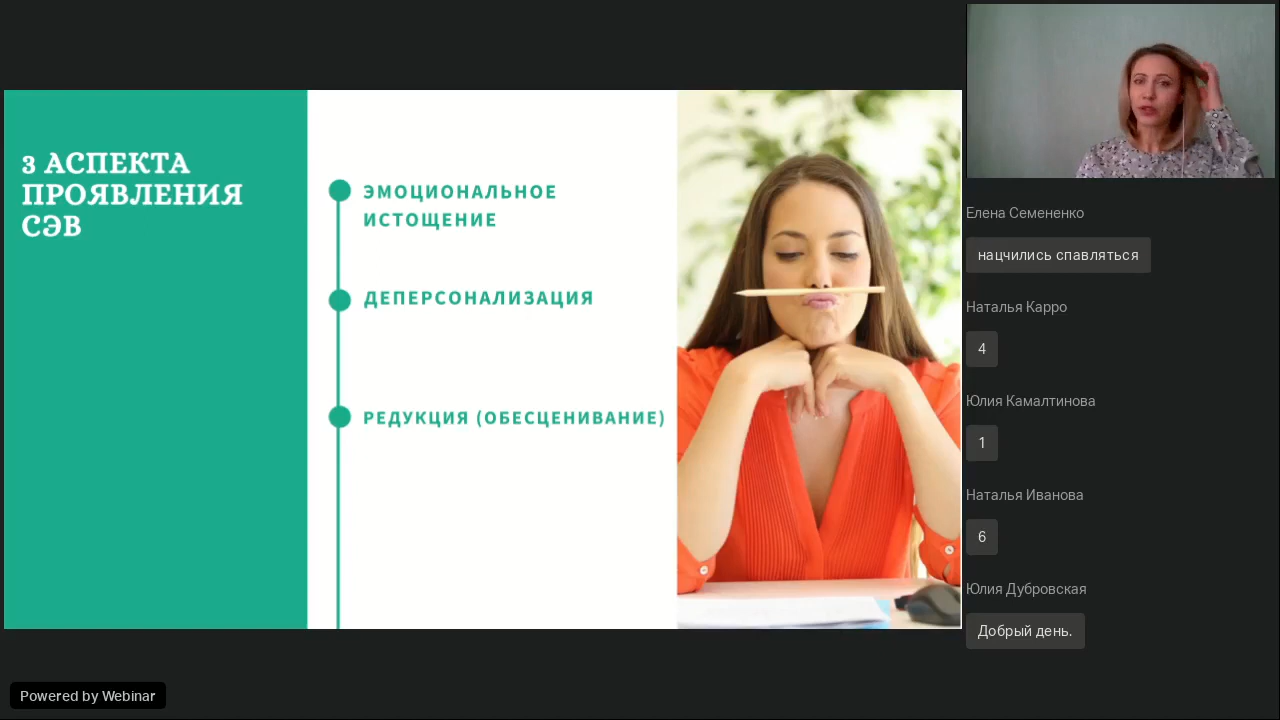 3 АСПЕКТА
ПРОЯВЛЕНИЯ
СЭВ
ЭМОЦИОНАЛЬНОЕ
ИСТОЩЕНИЕ
ДЕПЕРСОНАЛИЗАЦИЯ
РЕДУКЦИЯ (ОБЕСЦЕНИВАНИЕ)
Елена Семененко
нацчились спавляться
Наталья Карро
4
Юлия Камалтинова
1
Наталья Иванова
6
Юлия Дубровская
Добрый день.
Powered by Webinar